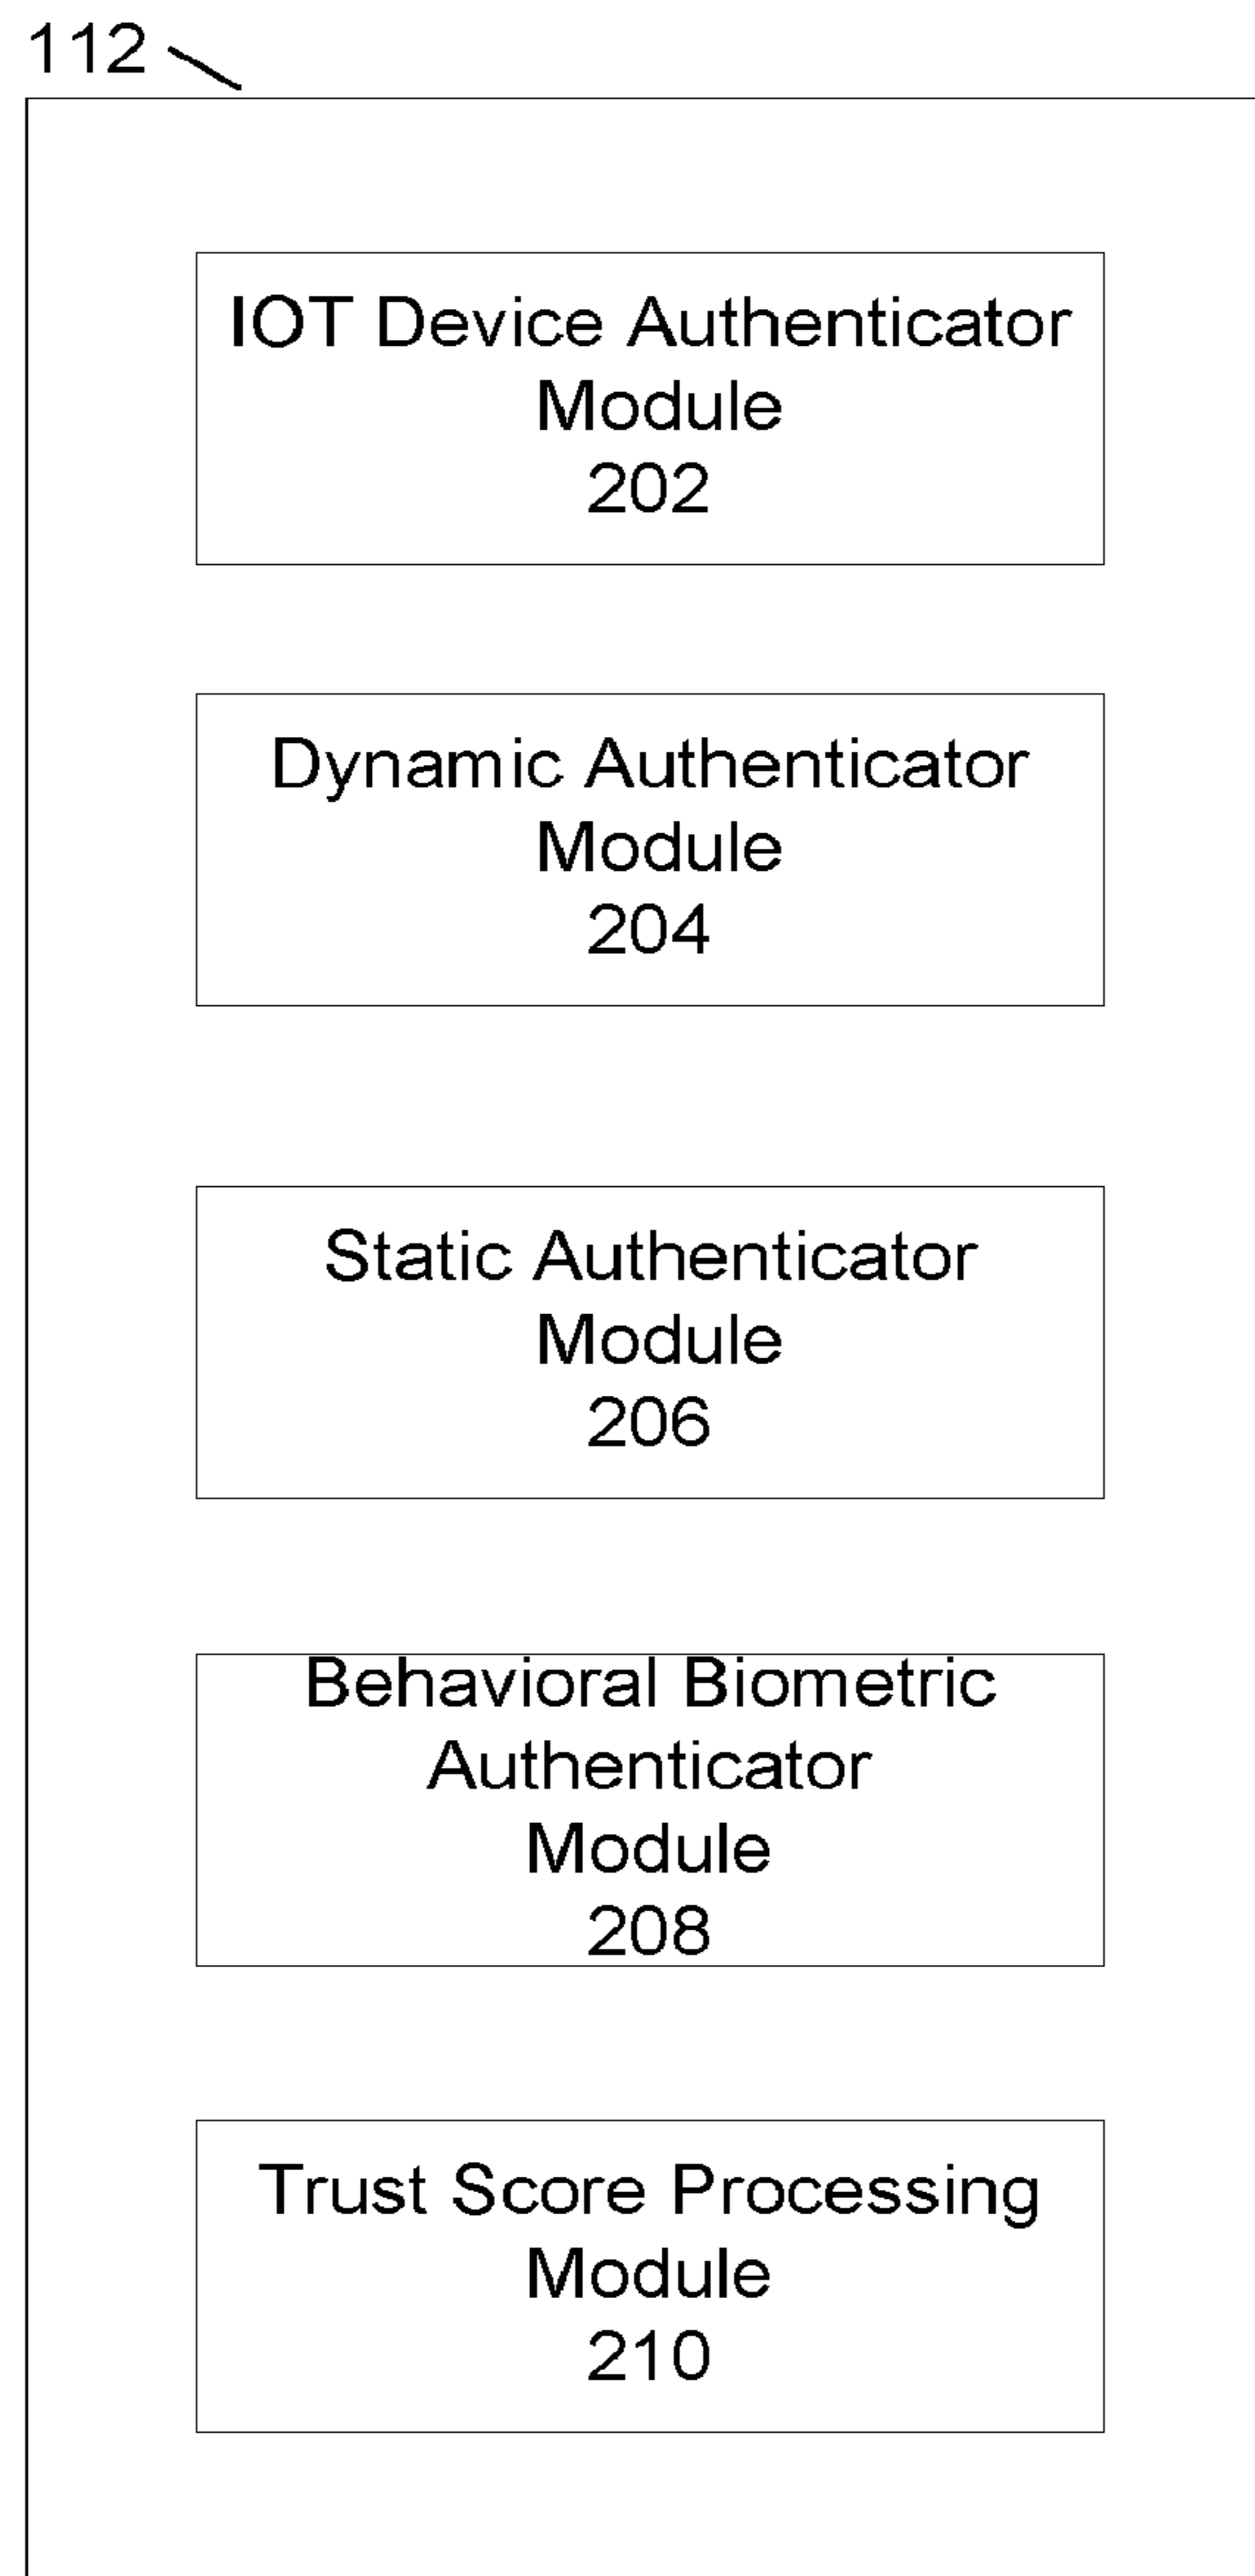 112
IOT Device Authenticator
Module
202
Dynamic Authenticator
Module
204
Static Authenticator
Module
206
Behavioral Biometric
Authenticator
Module
208
Trust Score Processing
Module
210